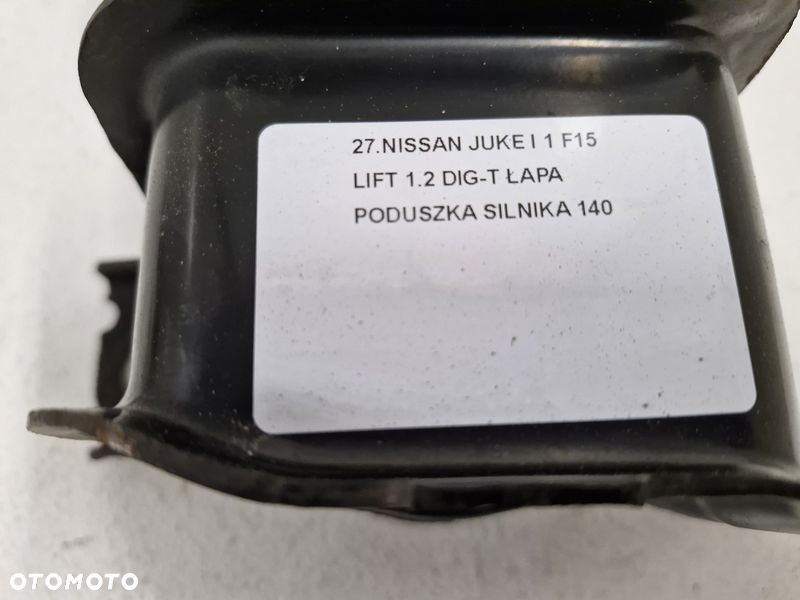 27.NISSAN JUKE I 1 F15
LIFT 1.2 DIG-T ŁAPA
PODUSZKA SILNIKA 140
OTOMOTO